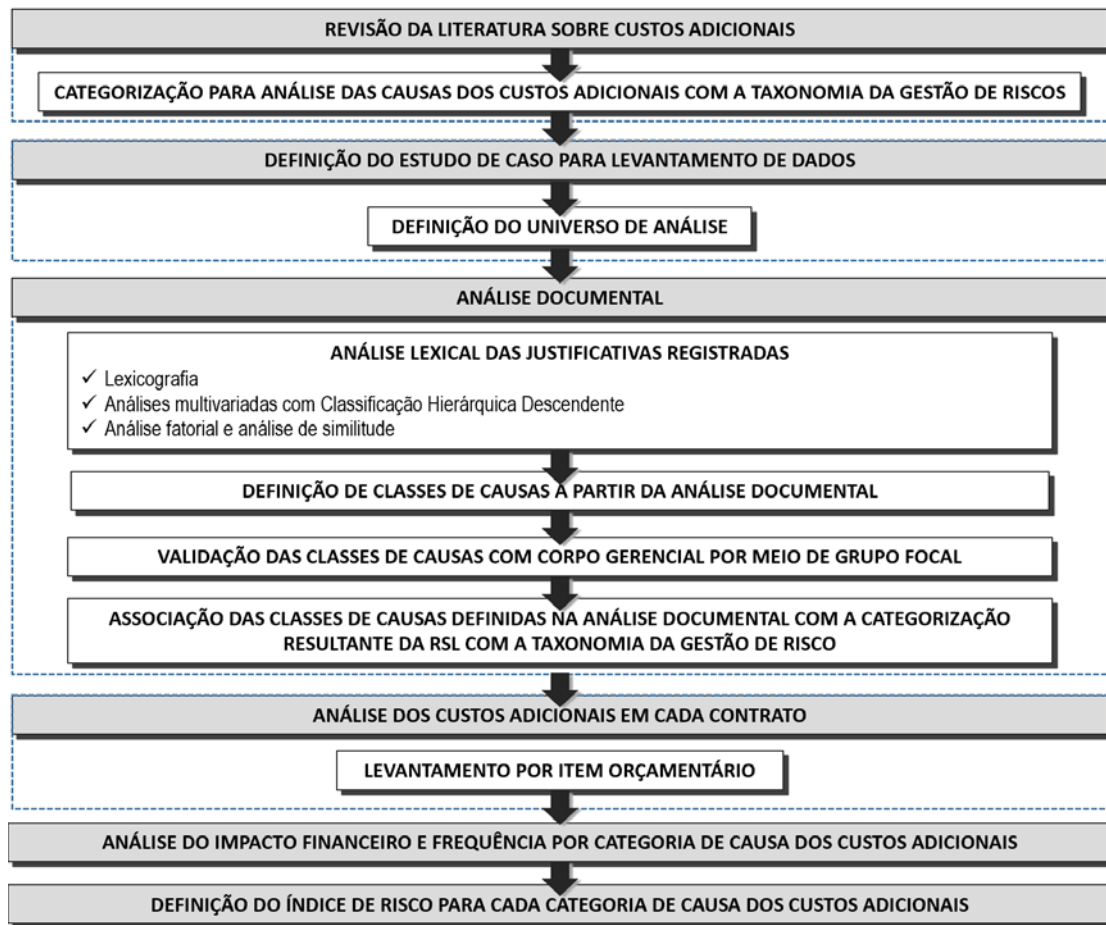 REVISÃO DA LITERATURA SOBRE CUSTOS ADICIONAIS
CATEGORIZAÇÃO PARA ANÁLISE DAS CAUSAS DOS CUSTOS ADICIONAIS COM A TAXONOMIA DA GESTÃO DE RISCOS
DEFINIÇÃO DO ESTUDO DE CASO PARA LEVANTAMENTO DE DADOS
DEFINIÇÃO DO UNIVERSO DE ANÁLISE
ANÁLISE DOCUMENTAL
ANÁLISE LEXICAL DAS JUSTIFICATIVAS REGISTRADAS
✓ Lexicografia
✓ Análises multivariadas com Classificação Hierárquica Descendente
✓ Análise fatorial e análise de similitude
DEFINIÇÃO DE CLASSES DE CAUSAS A PARTIR DA ANÁLISE DOCUMENTAL
VALIDAÇÃO DAS CLASSES DE CAUSAS COM CORPO GERENCIAL POR MEIO DE GRUPO FOCAL
ASSOCIAÇÃO DAS CLASSES DE CAUSAS DEFINIDAS NA ANÁLISE DOCUMENTAL COM A CATEGORIZAÇÃO
RESULTANTE DA RSL COM A TAXONOMIA DA GESTÃO DE RISCO
ANÁLISE DOS CUSTOS ADICIONAIS EM CADA CONTRATO
LEVANTAMENTO POR ITEM ORÇAMENTÁRIO
ANÁLISE DO IMPACTO FINANCEIRO E FREQUÊNCIA POR CATEGORIA DE CAUSA DOS CUSTOS ADICIONAIS
DEFINIÇÃO DO ÍNDICE DE RISCO PARA CADA CATEGORIA DE CAUSA DOS CUSTOS ADICIONAIS